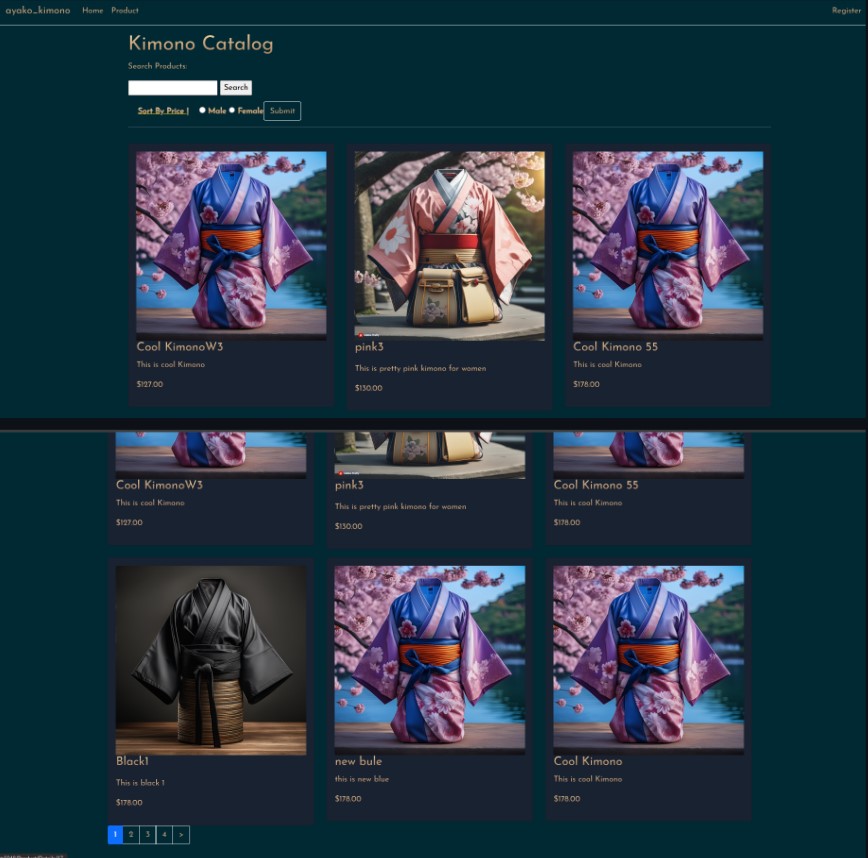 ayako_kimono Home Product Register
Kimono Catalog
Search Products:
Search
Sort By Price | Male Female Submit
Cool KimonoW3 pink3 Cool Kimono 55
This is cool Kimono This is pretty pink kimono for women This is cool Kimono
$127.00 $130.00 $178.00
Cool KimonoW3 pink3 Cool Kimono 55
This is cool Kimono This is pretty pink kimono for women This is cool Kimono
$127.00 $130.00 $178.00
Black1 new bule Cool Kimono
This is black 1 this is new blue This is cool Kimono
$178.00 $178.00 $178.00
1 2 3 4 >